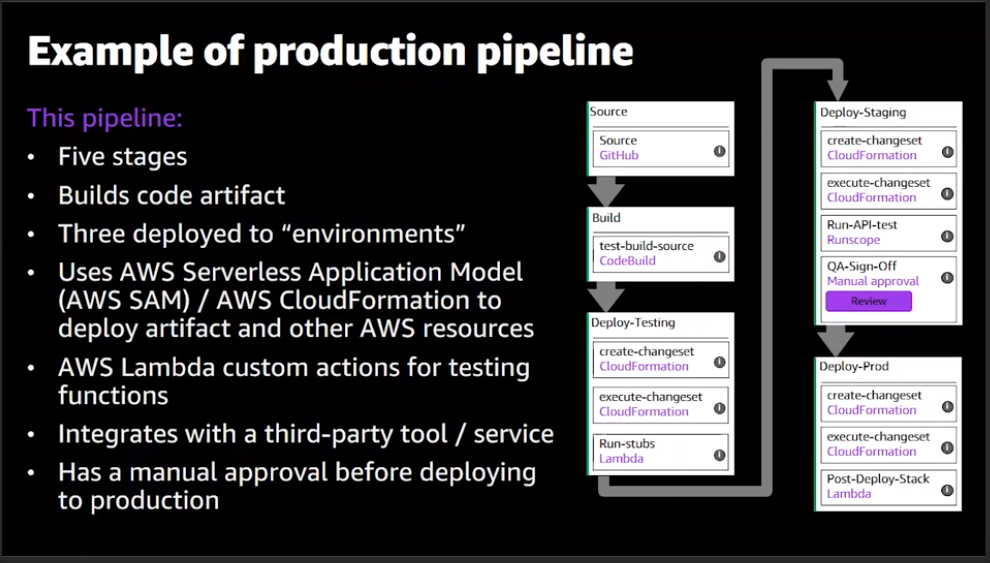 Example of production pipeline
This pipeline:
• Five stages
• Builds code artifact
• Three deployed to “environments”
• Uses AWS Serverless Application Model
(AWS SAM) / AWS CloudFormation to
deploy artifact and other AWS resources
• AWS Lambda custom actions for testing
functions
• Integrates with a third-party tool / service
• Has a manual approval before deploying
to production
Source
Source
GitHub
Build
test-build-source
CodeBuild
Deploy-Testing
create-changeset
CloudFormation
execute-changeset
CloudFormation
Run-stubs
Lambda
Deploy-Staging
create-changeset
CloudFormation
execute-changeset
CloudFormation
Run-API-test
Runscope
QA-Sign-Off
Manual approval
Review
Deploy-Prod
create-changeset
CloudFormation
execute-changeset
CloudFormation
Post-Deploy-Stack
Lambda